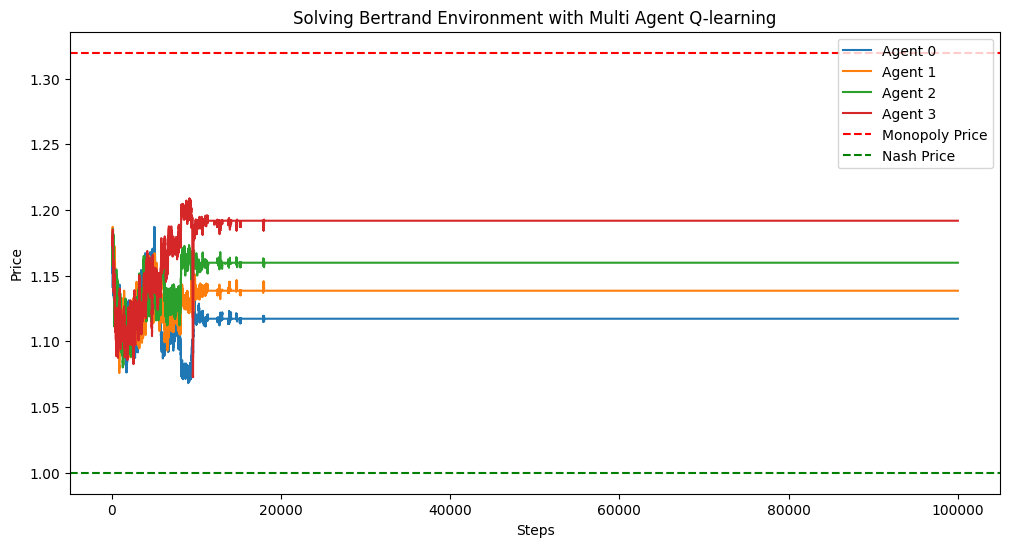 Solving Bertrand Environment with Multi Agent Q-learning
Agent 0
Agent 1
Agent 2
Agent 3
Monopoly Price
Nash Price
Price
1.30
1.25
1.20
1.15
1.10
1.05
1.00
0
20000
40000
60000
80000
100000
Steps